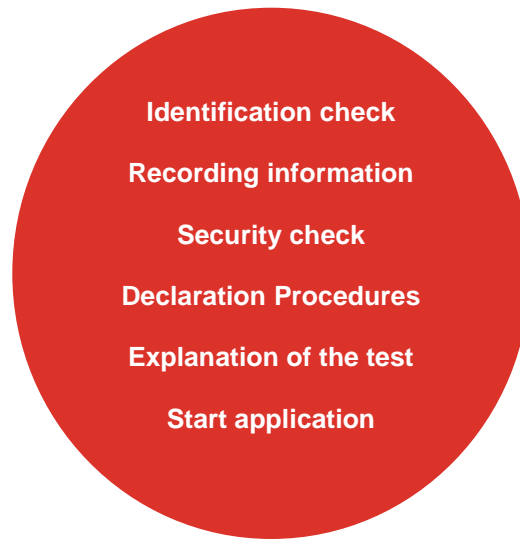 Identification check
Recording information
Security check
Declaration Procedures
Explanation of the test
Start application